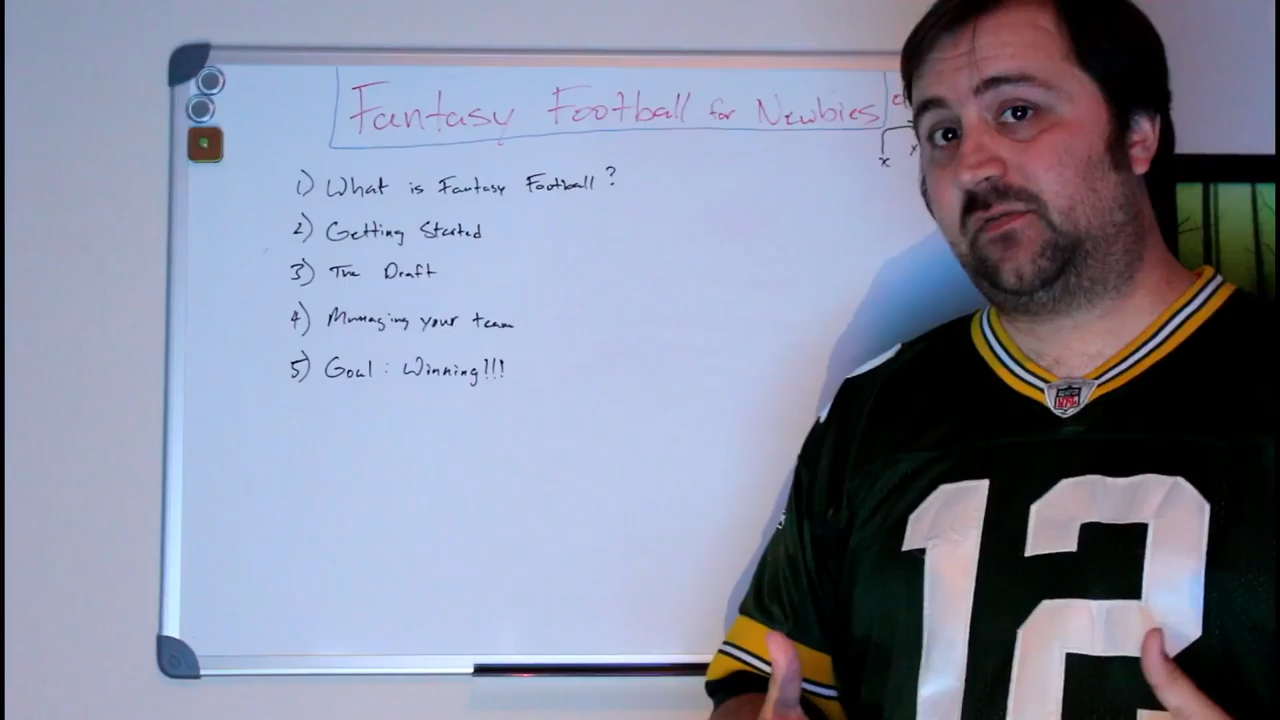 Fantasy Football for Newbies
1) What is Fantasy Football?
2) Getting Started
3) The Draft
4) Managing your team
5) Goal: Winning!!!
x
NFL
12